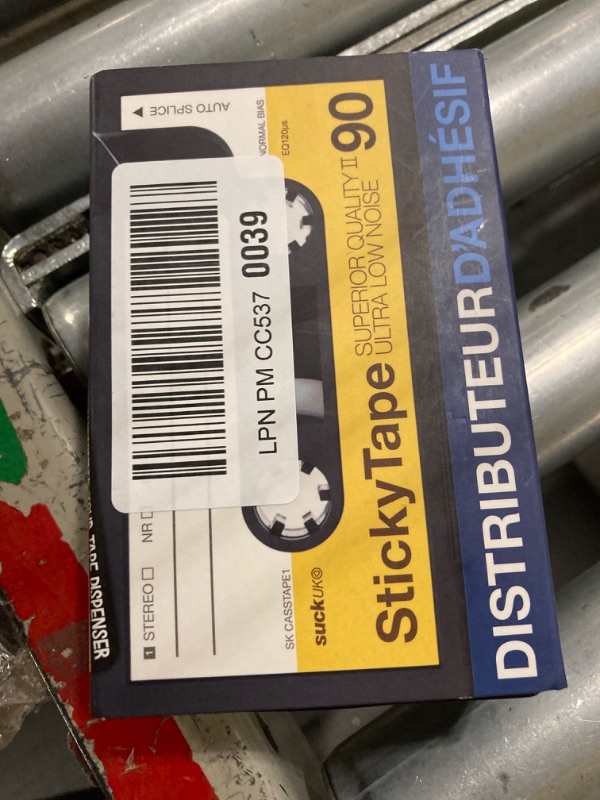 AUTO SPLICE
NORMAL BIAS
EQ120µs
90
SUPERIOR QUALITY II
ULTRA LOW NOISE
StickyTape
LPN PM CC537 0039
1 STEREO
NR
SK CASSTAPE1
suckUK©
DISTRIBUTEUR D'ADHÉSIF
TAPE DISPENSER